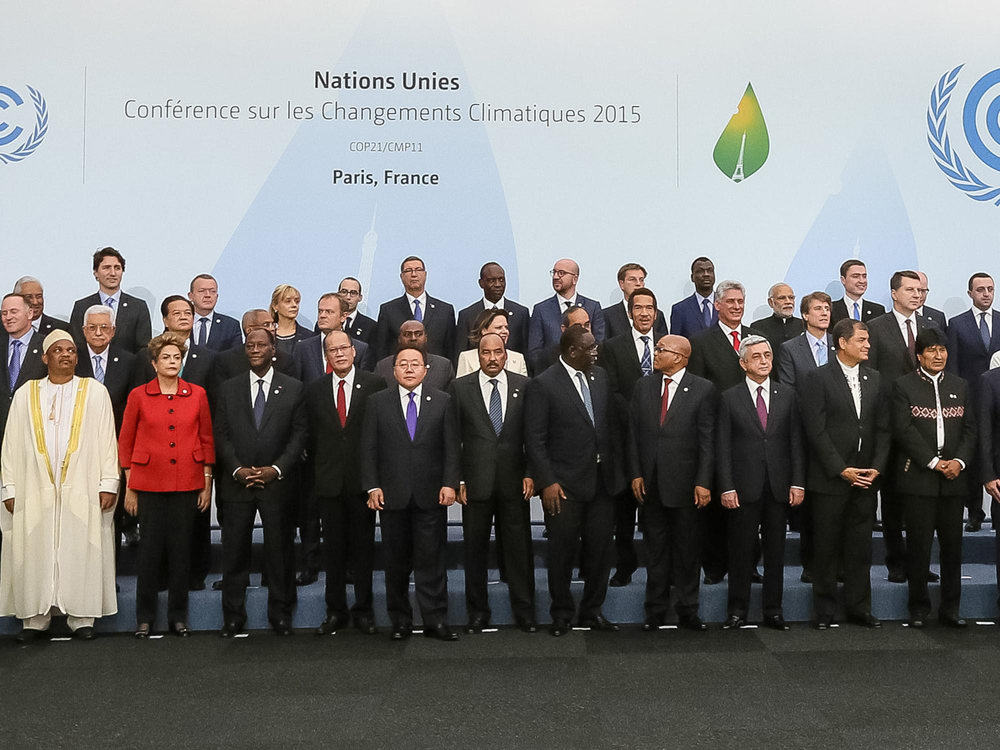 Nations Unies
Conférence sur les Changements Climatiques 2015
COP21/CMP11
Paris, France